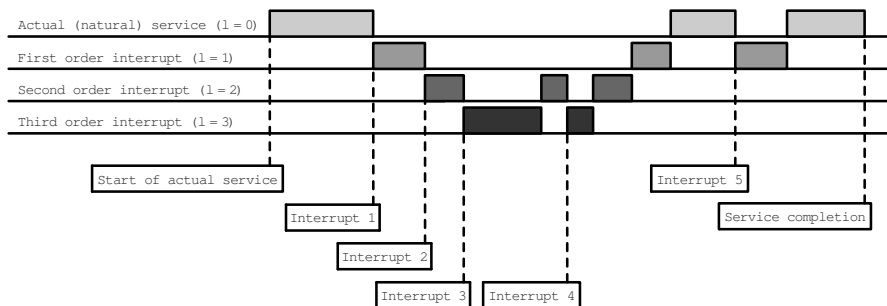 Actual (natural) service (l = 0)
First order interrupt (l = 1)
Second order interrupt (l = 2)
Third order interrupt (l = 3)
Start of actual service
Interrupt 5
Interrupt 1
Service completion
Interrupt 2
Interrupt 3
Interrupt 4